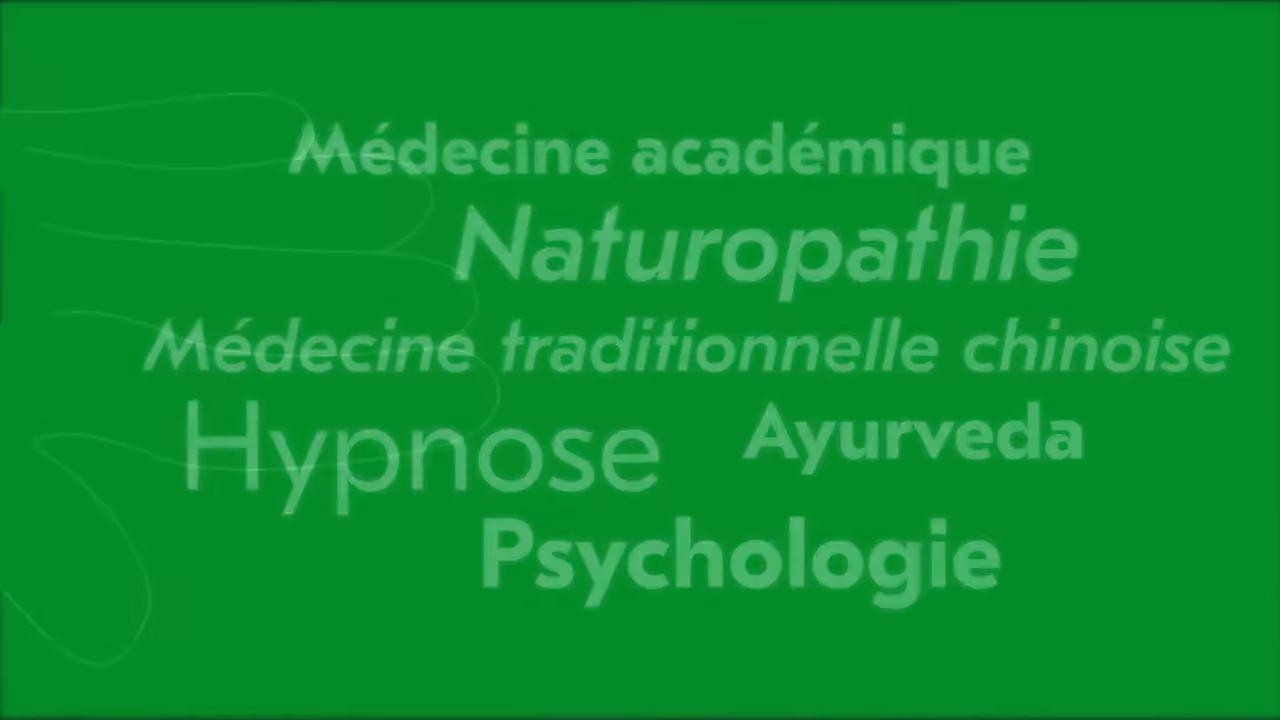 Médecine académique
Naturopathie
Médecine traditionnelle chinoise
Hypnose
Ayurveda
Psychologie